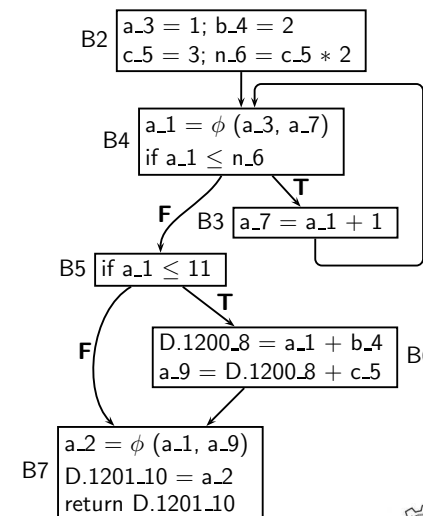 B2
a_3 = 1; b_4 = 2
c_5 = 3; n_6 = c_5 * 2
B4
a_1 = ϕ (a_3, a_7)
if a_1 ≤ n_6
F
T
B3
a_7 = a_1 + 1
B5
if a_1 ≤ 11
F
T
D.1200_8 = a_1 + b_4
a_9 = D.1200_8 + c_5
B7
a_2 = ϕ (a_1, a_9)
D.1201_10 = a_2
return D.1201_10